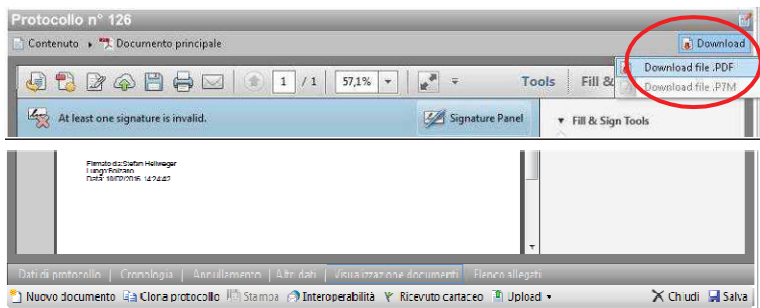 Protocollo n° 126
Contenuto Documento principale Download
Download file .PDF
Download file .P7M
1 / 1 57,1% Tools Fill &
At least one signature is invalid. Signature Panel
Fill & Sign Tools
Firmato da:Stefan Hellweger
Luogo:Bolzano
Data: 10/02/2016 14:24:42
Dati di protocollo | Cronologia | Annullamento | Altri dati | Visualizzazione documenti | Elenco allegati
Nuovo documento Clona protocollo Stampa Interoperabilità Ricevuto cartaceo Upload Chiudi Salva